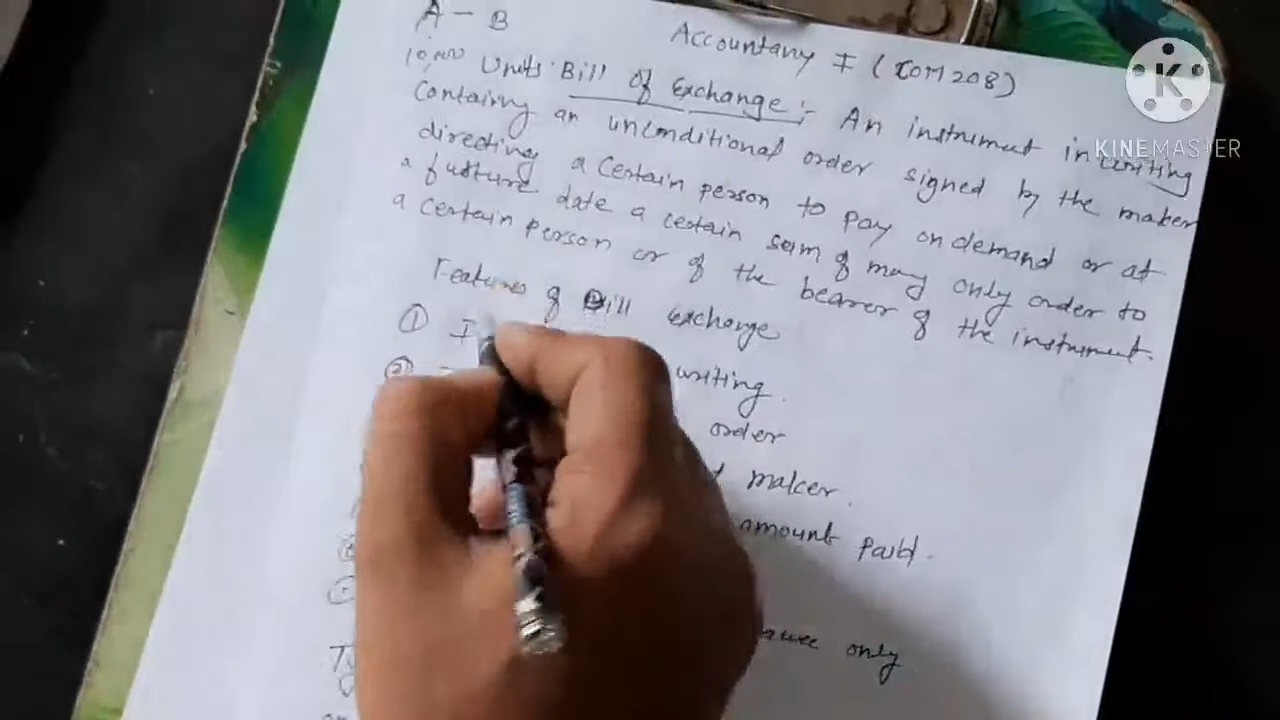 A - B
Accountany I (COM 208)
10,000 Units. Bill of exchange :- An instrument in writing
Containing an unconditional order signed by the maker
directing a Certain person to pay on demand or at
a future date a certain sum of money only order to
a certain person or of the bearer of the instrument.
Features of Bill exchange
① I
② writing.
order
maker.
amount paid.
only
K
KINEMASTER